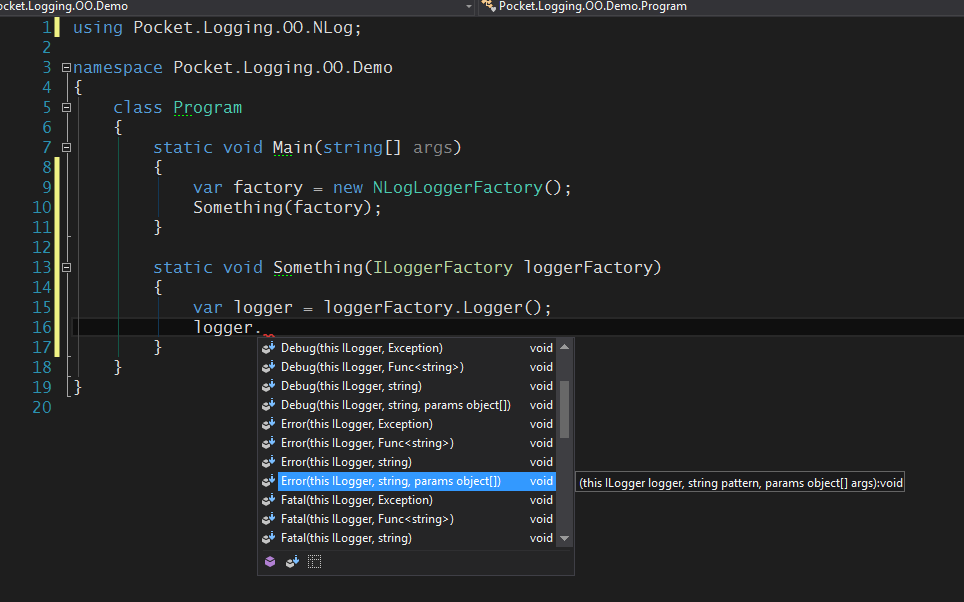 ocket.Logging.OO.Demo
Pocket.Logging.OO.Demo.Program
1 using Pocket.Logging.OO.NLog;
2
3 namespace Pocket.Logging.OO.Demo
4 {
5 class Program
6 {
7 static void Main(string[] args)
8 {
9 var factory = new NLogLoggerFactory();
10 Something(factory);
11 }
12
13 static void Something(ILoggerFactory loggerFactory)
14 {
15 var logger = loggerFactory.Logger();
16 logger.
17 }
18 }
19 }
20
Debug(this ILogger, Exception) void
Debug(this ILogger, Func<string>) void
Debug(this ILogger, string) void
Debug(this ILogger, string, params object[]) void
Error(this ILogger, Exception) void
Error(this ILogger, Func<string>) void
Error(this ILogger, string) void
Error(this ILogger, string, params object[]) void
(this ILogger logger, string pattern, params object[] args):void
Fatal(this ILogger, Exception) void
Fatal(this ILogger, Func<string>) void
Fatal(this ILogger, string) void